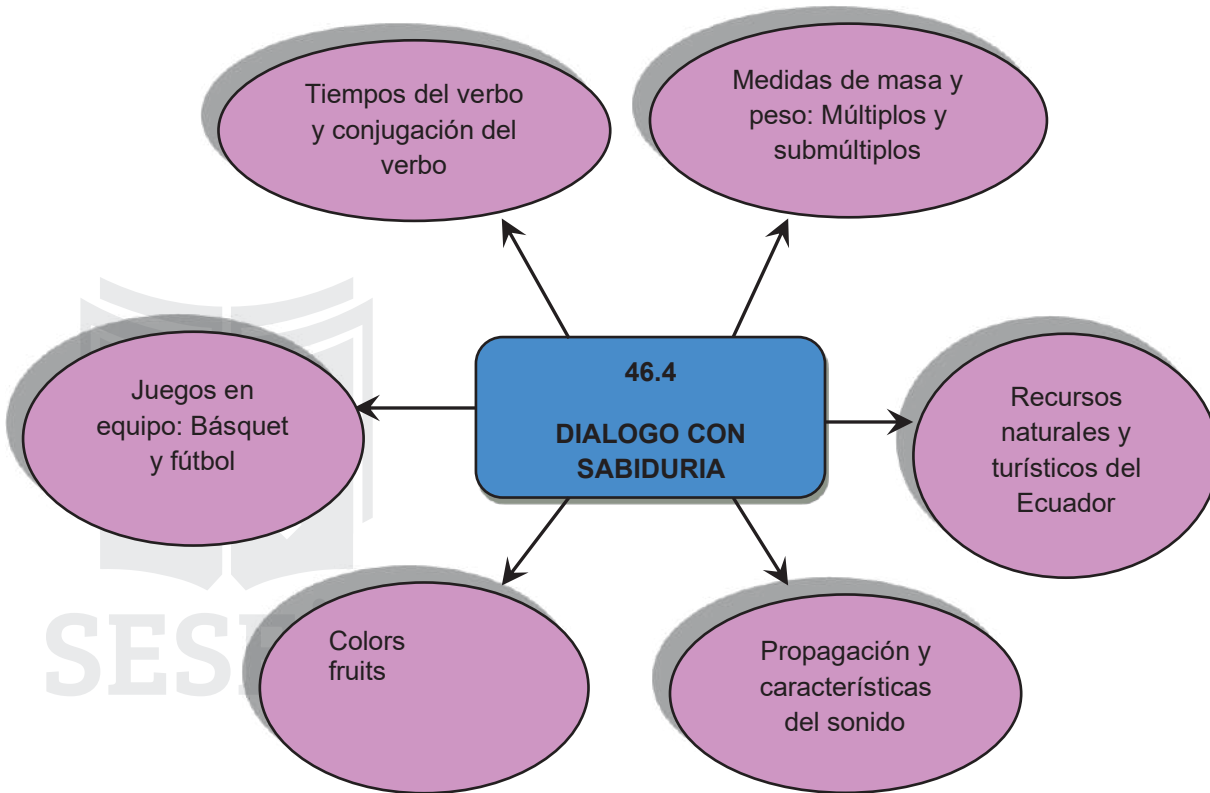 Tiempos del verbo
y conjugación del
verbo
Medidas de masa y
peso: Múltiplos y
submúltiplos
Juegos en
equipo: Básquet
y fútbol
46.4
DIALOGO CON
SABIDURIA
Recursos
naturales y
turísticos del
Ecuador
Colors
fruits
Propagación y
características
del sonido